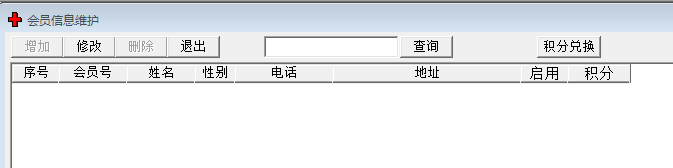 会员信息维护
增加 修改 删除 退出 查询 积分兑换
序号 会员号 姓名 性别 电话 地址 启用 积分